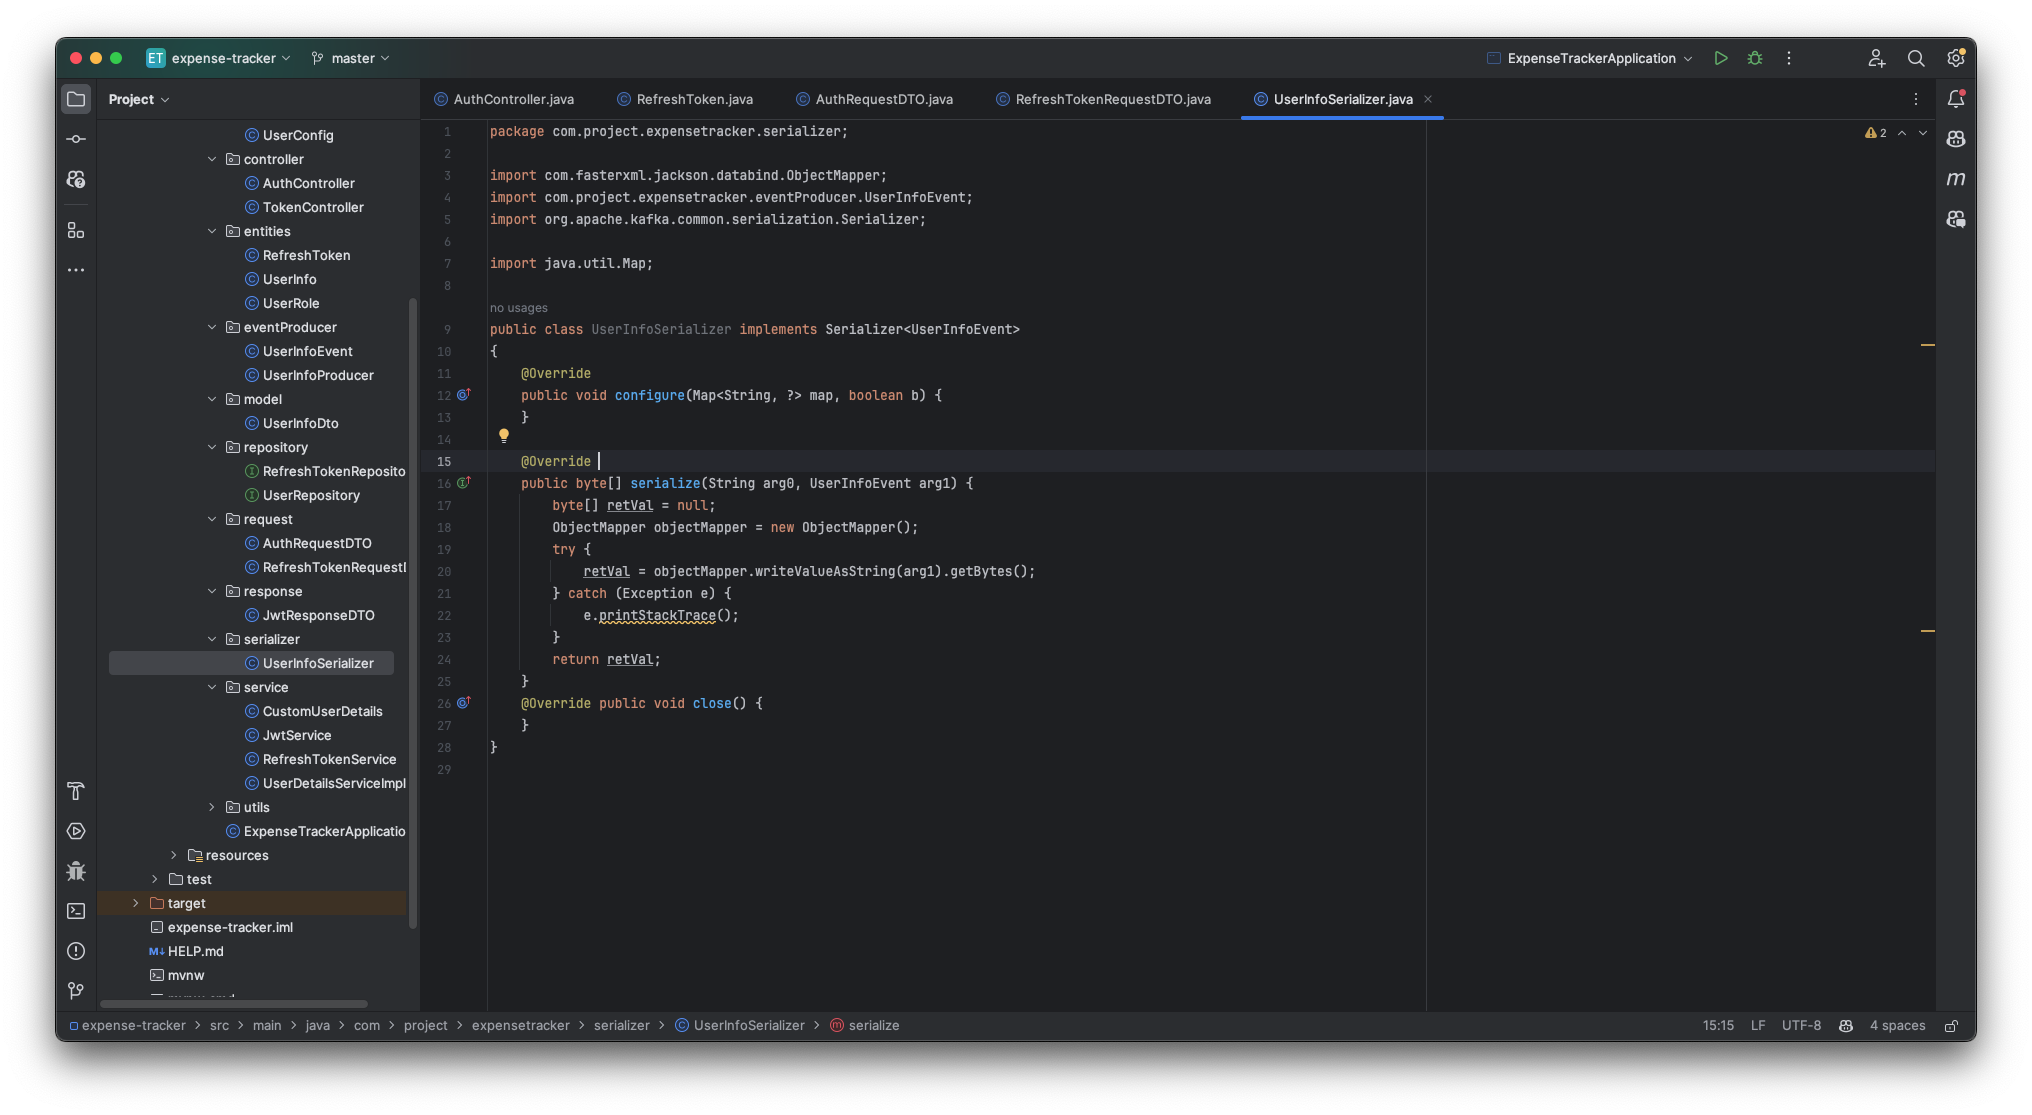 ET expense-tracker master ExpenseTrackerApplication
Project
AuthController.java RefreshToken.java AuthRequestDTO.java RefreshTokenRequestDTO.java UserInfoSerializer.java
UserConfig
controller
AuthController
TokenController
entities
RefreshToken
UserInfo
UserRole
eventProducer
UserInfoEvent
UserInfoProducer
model
UserInfoDto
repository
RefreshTokenReposito
UserRepository
request
AuthRequestDTO
RefreshTokenRequest
response
JwtResponseDTO
serializer
UserInfoSerializer
service
CustomUserDetails
JwtService
RefreshTokenService
UserDetailsServiceImpl
utils
ExpenseTrackerApplicatio
resources
test
target
expense-tracker.iml
M↓ HELP.md
mvnw
1 package com.project.expensetracker.serializer;
2
3 import com.fasterxml.jackson.databind.ObjectMapper;
4 import com.project.expensetracker.eventProducer.UserInfoEvent;
5 import org.apache.kafka.common.serialization.Serializer;
6
7 import java.util.Map;
8
no usages
9 public class UserInfoSerializer implements Serializer<UserInfoEvent>
10 {
11 @Override
12 public void configure(Map<String, ?> map, boolean b) {
13 }
14
15 @Override
16 public byte[] serialize(String arg0, UserInfoEvent arg1) {
17 byte[] retVal = null;
18 ObjectMapper objectMapper = new ObjectMapper();
19 try {
20 retVal = objectMapper.writeValueAsString(arg1).getBytes();
21 } catch (Exception e) {
22 e.printStackTrace();
23 }
24 return retVal;
25 }
26 @Override public void close() {
27 }
28 }
29
2
m
expense-tracker > src > main > java > com > project > expensetracker > serializer > UserInfoSerializer > serialize
15:15 LF UTF-8 4 spaces